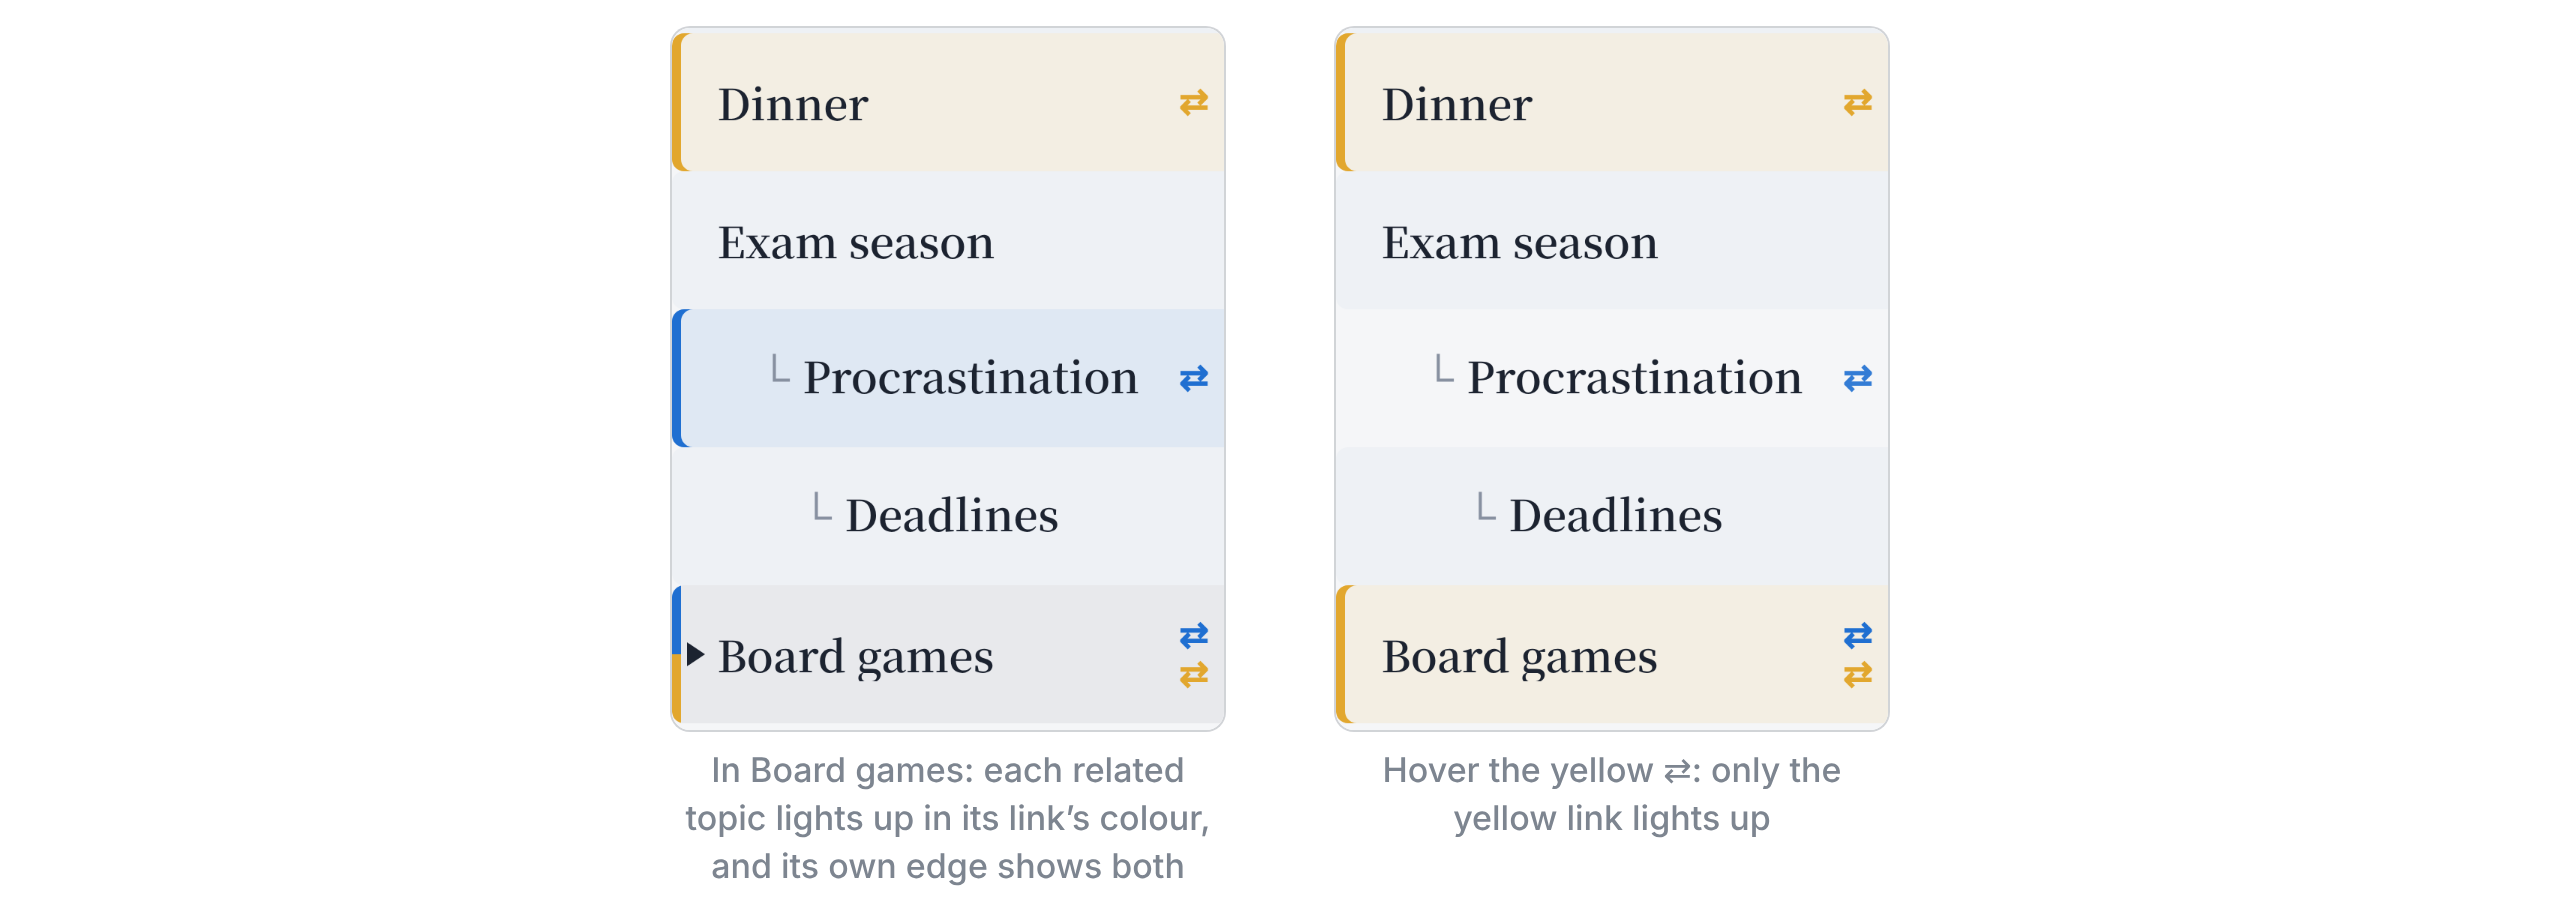 Dinner ⇄
Exam season
└ Procrastination ⇄
└ Deadlines
▶ Board games ⇄ ⇄
In Board games: each related
topic lights up in its link’s colour,
and its own edge shows both
Dinner ⇄
Exam season
└ Procrastination ⇄
└ Deadlines
Board games ⇄ ⇄
Hover the yellow ⇄: only the
yellow link lights up